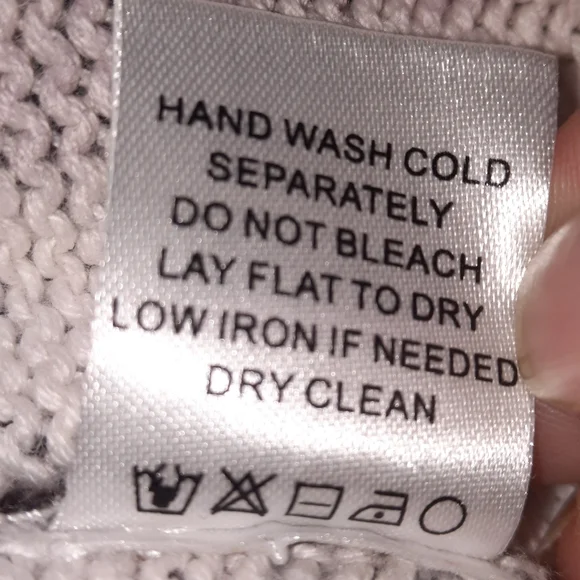 HAND WASH COLD
SEPARATELY
DO NOT BLEACH
LAY FLAT TO DRY
LOW IRON IF NEEDED
DRY CLEAN